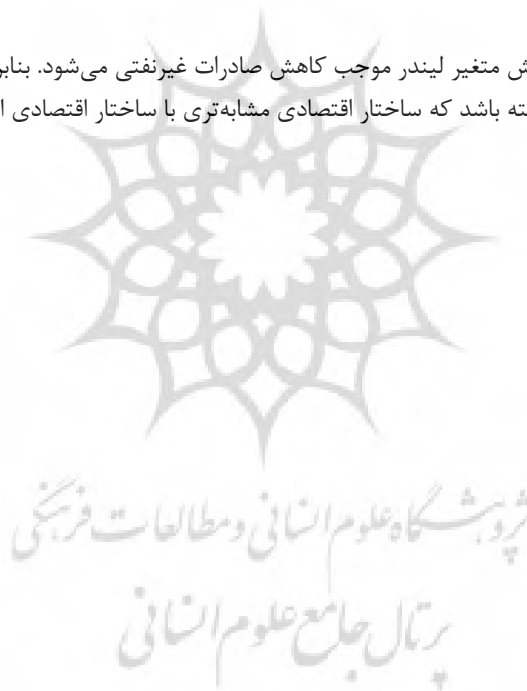 ش متغیر لیندر موجب کاهش صادرات غیرنفتی می‌شود. بنابر
ته باشد که ساختار اقتصادی مشابه‌تری با ساختار اقتصادی ا
پژوهشگاه علوم انسانی و مطالعات فرهنگی
پرتال جامع علوم انسانی